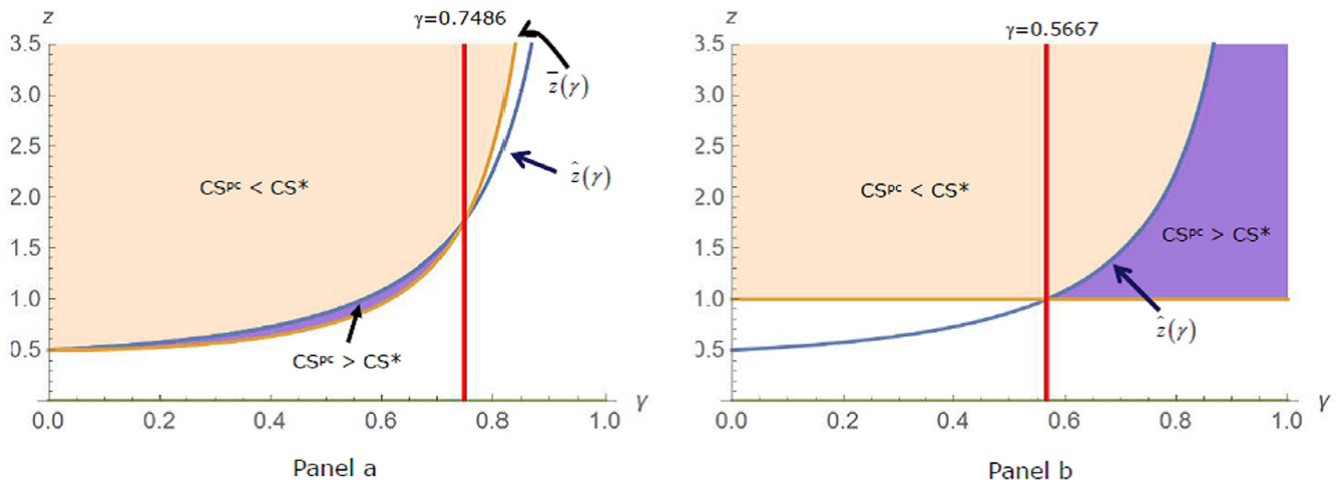 z
γ=0.7486
3.5
3.0
2.5
2.0
1.5
1.0
0.5
z̅(γ)
ẑ(γ)
CSᵖᶜ < CS*
CSᵖᶜ > CS*
0.0 0.2 0.4 0.6 0.8 1.0 γ
Panel a
z
γ=0.5667
3.5
3.0
2.5
2.0
1.5
1.0
0.5
CSᵖᶜ < CS*
CSᵖᶜ > CS*
ẑ(γ)
0.0 0.2 0.4 0.6 0.8 1.0 γ
Panel b